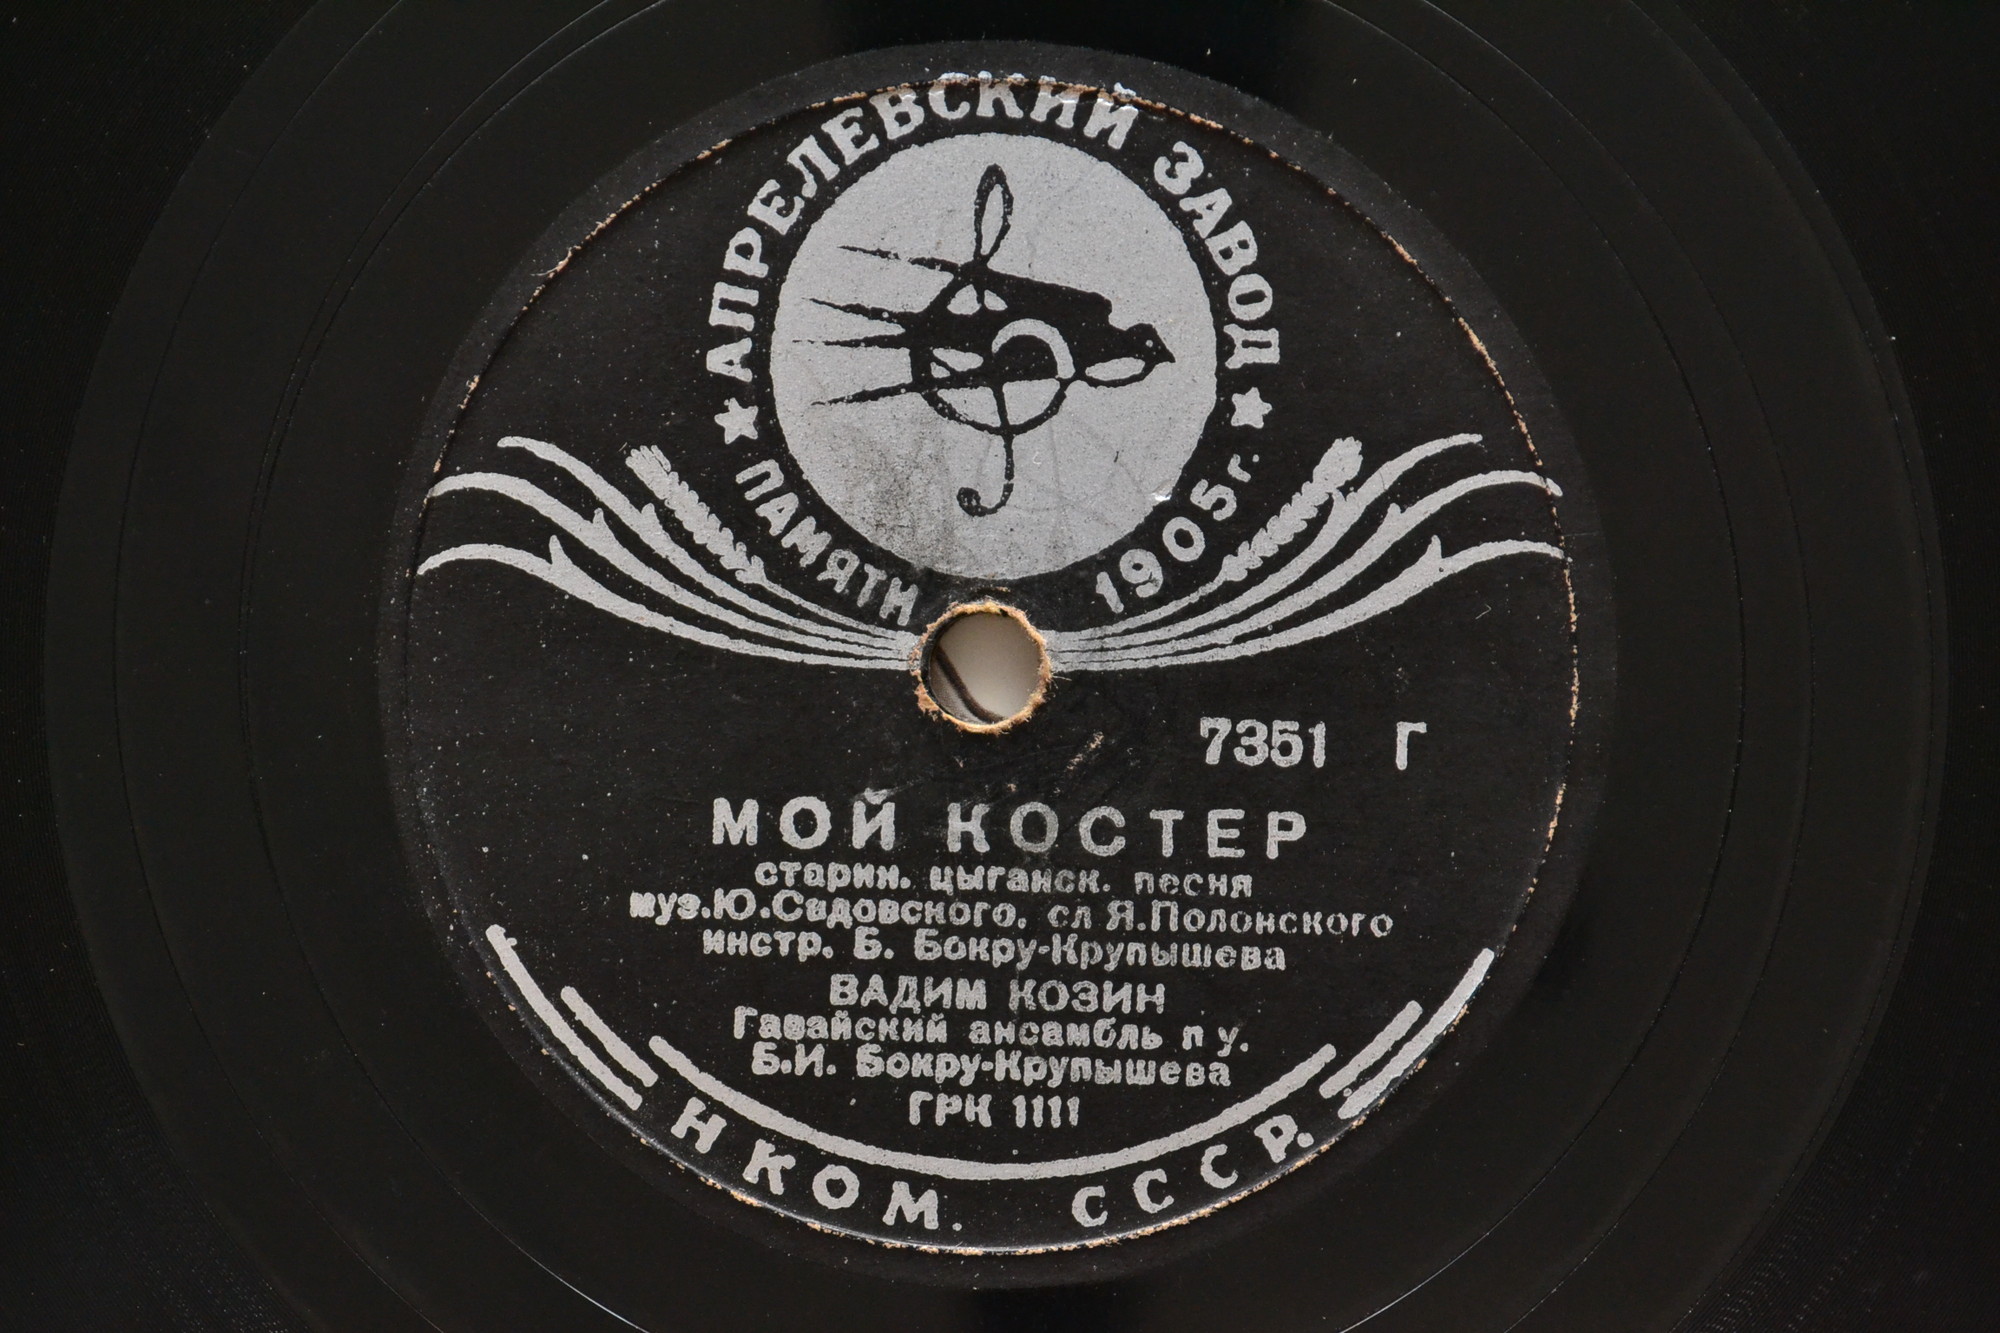 АПРЕЛЕВСКИЙ ЗАВОД
ПАМЯТИ 1905 г.
7351 Г
МОЙ КОСТЕР
старин. цыганск. песня
муз.Ю.Садовского, сл Я.Полонского
инстр. Б. Бокру-Крупышева
ВАДИМ КОЗИН
Гавайский ансамбль п у.
Б.И. Бокру-Крупышева
ГРК 1111
НКОМ. СССР.